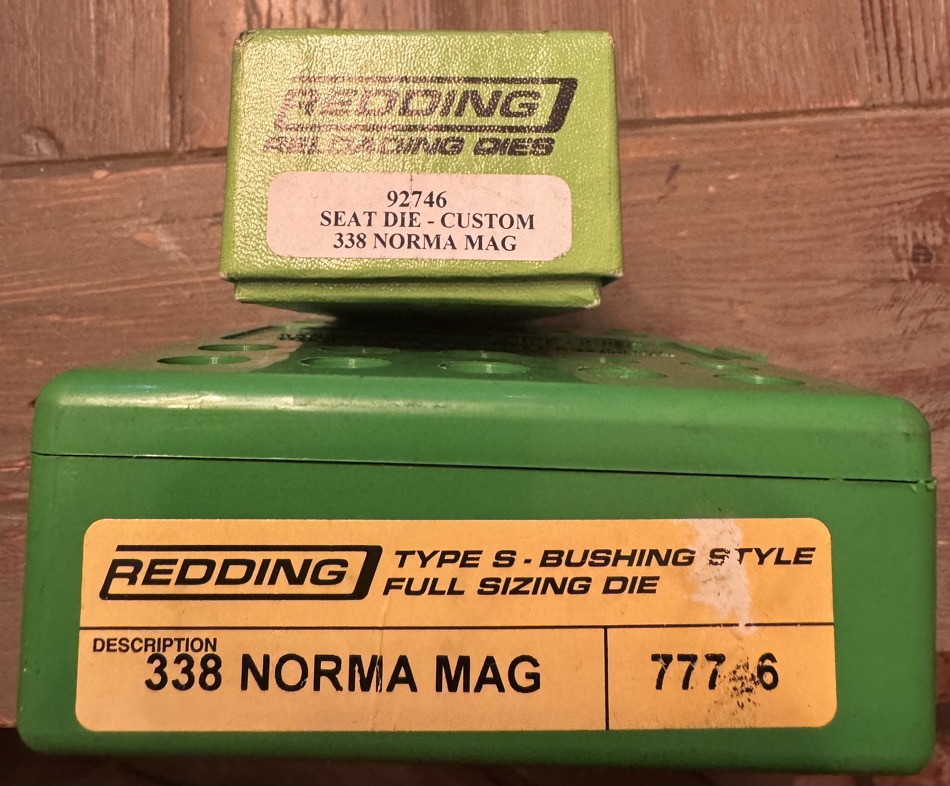 REDDING
RELOADING DIES
92746
SEAT DIE - CUSTOM
338 NORMA MAG
REDDING
TYPE S - BUSHING STYLE
FULL SIZING DIE
DESCRIPTION
338 NORMA MAG